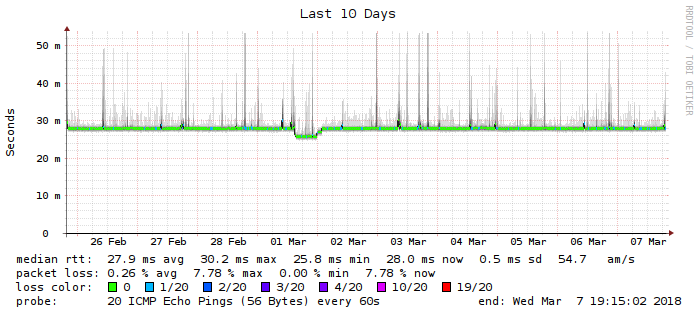 Last 10 Days
RRDTOOL / TOBI OETIKER
Seconds
50 m
40 m
30 m
20 m
10 m
0
26 Feb 27 Feb 28 Feb 01 Mar 02 Mar 03 Mar 04 Mar 05 Mar 06 Mar 07 Mar
median rtt: 27.9 ms avg 30.2 ms max 25.8 ms min 28.0 ms now 0.5 ms sd 54.7 am/s
packet loss: 0.26 % avg 7.78 % max 0.00 % min 7.78 % now
loss color: 0 1/20 2/20 3/20 4/20 10/20 19/20
probe: 20 ICMP Echo Pings (56 Bytes) every 60s end: Wed Mar 7 19:15:02 2018